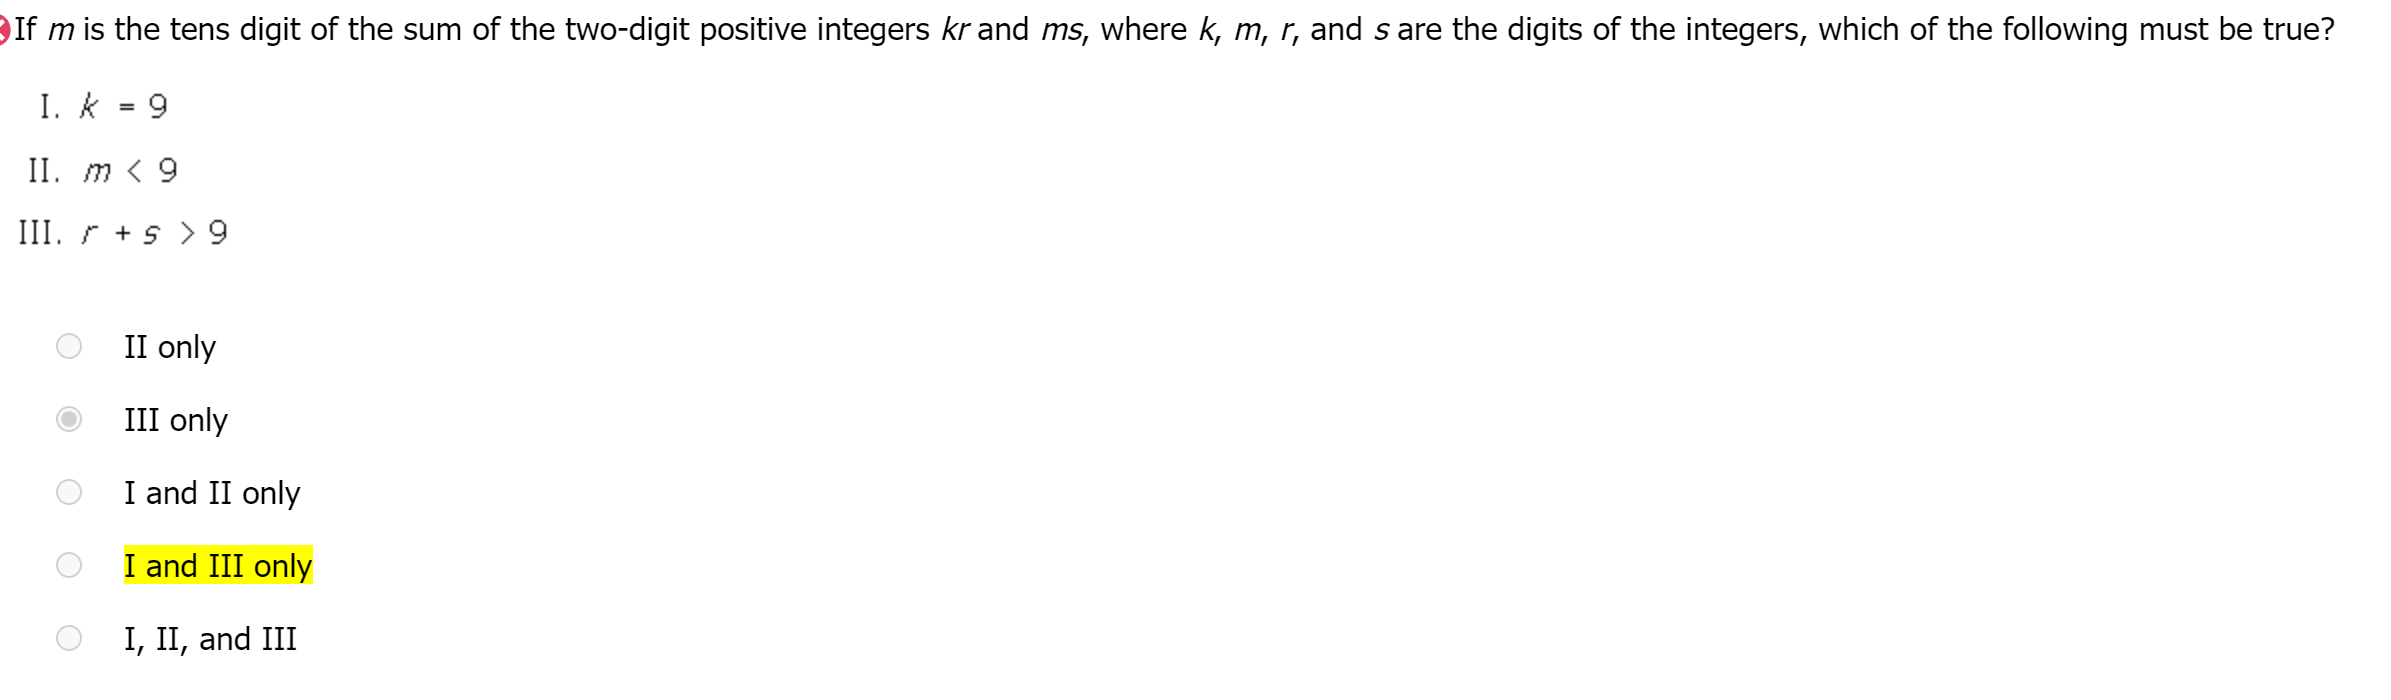 If m is the tens digit of the sum of the two-digit positive integers kr and ms, where k, m, r, and s are the digits of the integers, which of the following must be true?
I. k = 9
II. m < 9
III. r + s > 9
II only
III only
I and II only
I and III only
I, II, and III